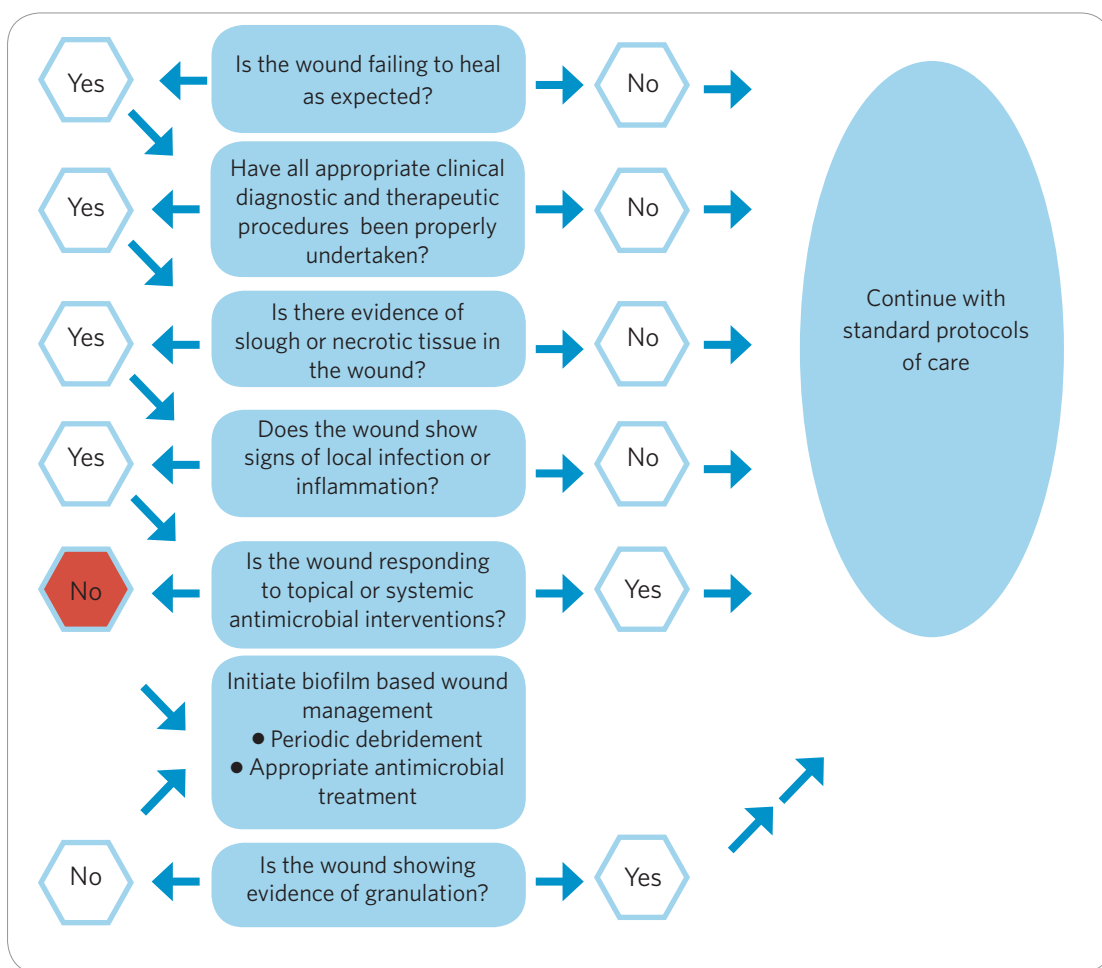 Yes
Is the wound failing to heal
as expected?
No
Yes
Have all appropriate clinical
diagnostic and therapeutic
procedures been properly
undertaken?
No
Yes
Is there evidence of
slough or necrotic tissue in
the wound?
No
Yes
Does the wound show
signs of local infection or
inflammation?
No
No
Is the wound responding
to topical or systemic
antimicrobial interventions?
Yes
Initiate biofilm based wound
management
● Periodic debridement
● Appropriate antimicrobial
treatment
No
Is the wound showing
evidence of granulation?
Yes
Continue with
standard protocols
of care